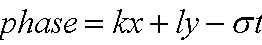 phase = kx + ly − σt